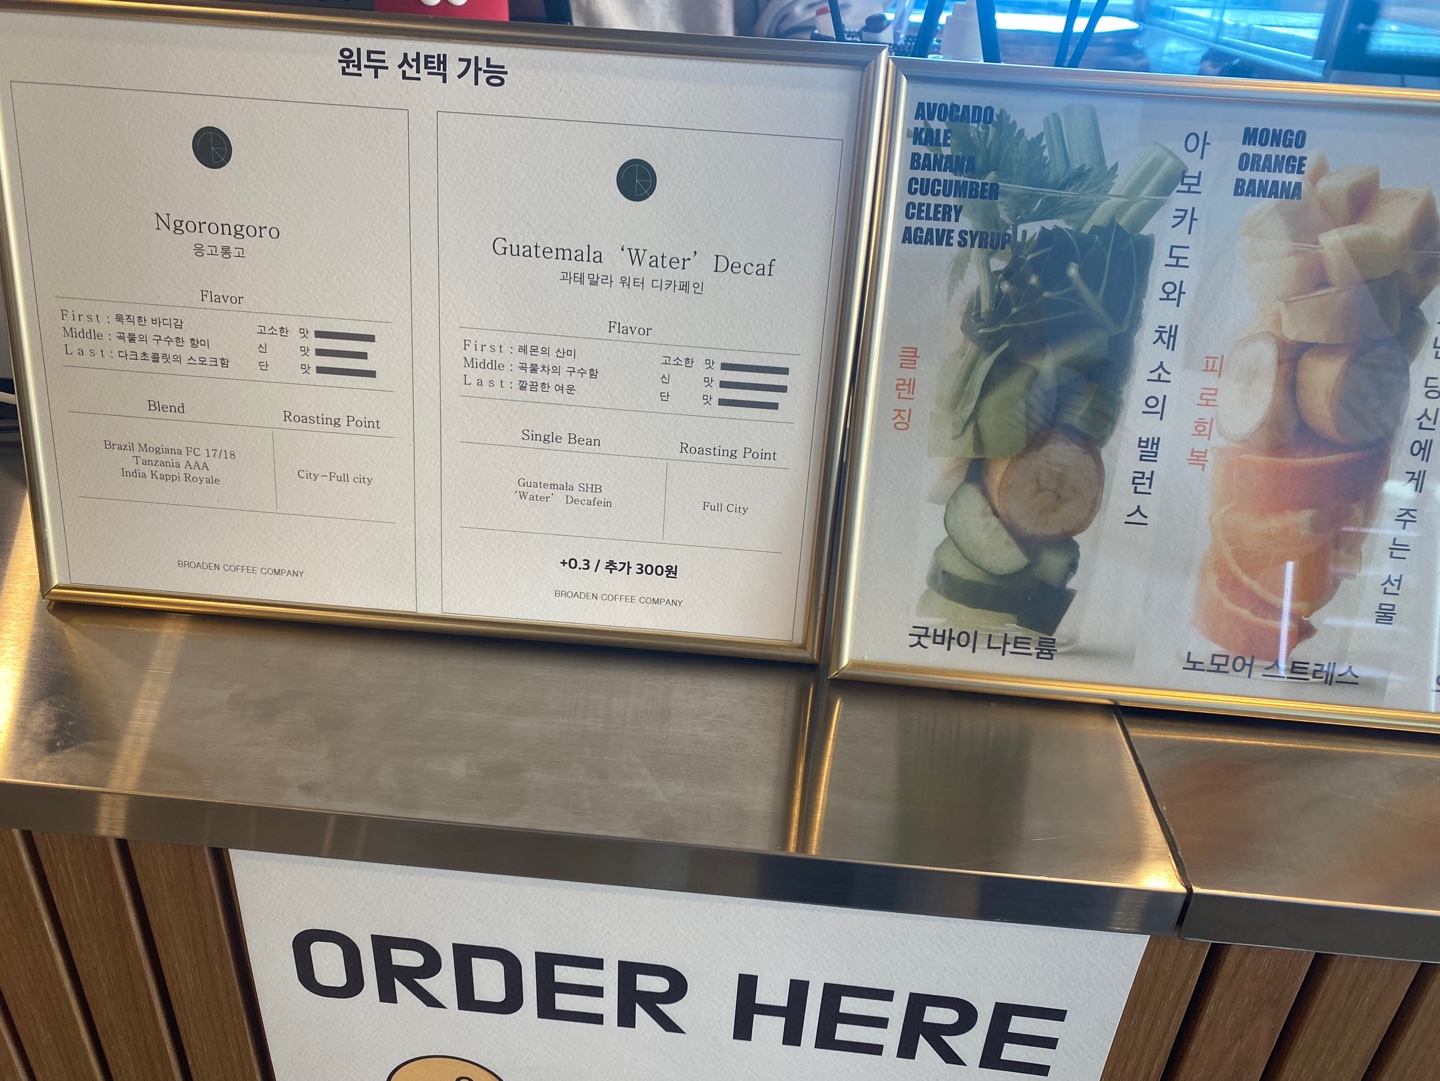 원두 선택 가능
Ngorongoro
응고롱고
Flavor
First : 묵직한 바디감
Middle : 곡물의 구수한 향미
Last : 다크초콜릿의 스모크함
고소한 맛
신 맛
단 맛
Blend
Roasting Point
Brazil Mogiana FC 17/18
Tanzania AAA
India Kappi Royale
City-Full city
BROADEN COFFEE COMPANY
Guatemala ‘Water’ Decaf
과테말라 워터 디카페인
Flavor
First : 레몬의 산미
Middle : 곡물차의 구수함
Last : 깔끔한 여운
고소한 맛
신 맛
단 맛
Single Bean
Roasting Point
Guatemala SHB
‘Water’ Decafein
Full City
+0.3 / 추가 300원
BROADEN COFFEE COMPANY
AVOCADO
KALE
BANANA
CUCUMBER
CELERY
AGAVE SYRUP
아보카도와 채소의 밸런스
클렌징
굿바이 나트륨
MONGO
ORANGE
BANANA
당신에게 주는 선물
피로회복
노모어 스트레스
ORDER HERE